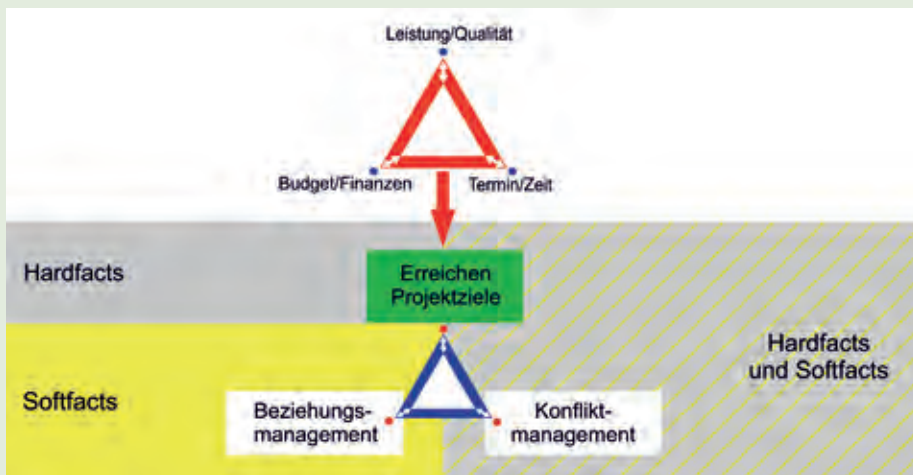 Leistung/Qualität
Budget/Finanzen
Termin/Zeit
Hardfacts
Erreichen
Projektziele
Hardfacts
und Softfacts
Softfacts
Beziehungs-
management
Konflikt-
management